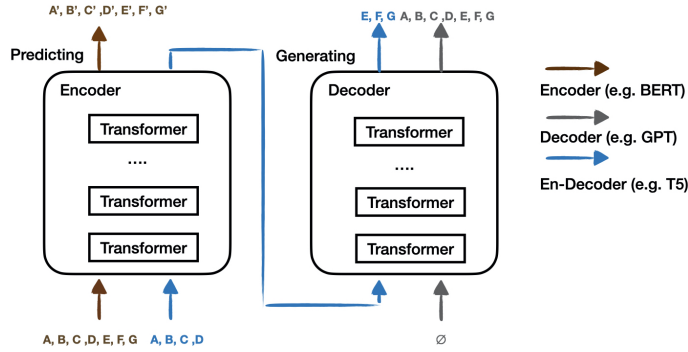 A', B', C' ,D', E', F', G'
E, F, G A, B, C ,D, E, F, G
Predicting
Generating
Encoder
Transformer
....
Transformer
Transformer
Decoder
Transformer
....
Transformer
Transformer
Encoder (e.g. BERT)
Decoder (e.g. GPT)
En-Decoder (e.g. T5)
A, B, C ,D, E, F, G A, B, C ,D
∅